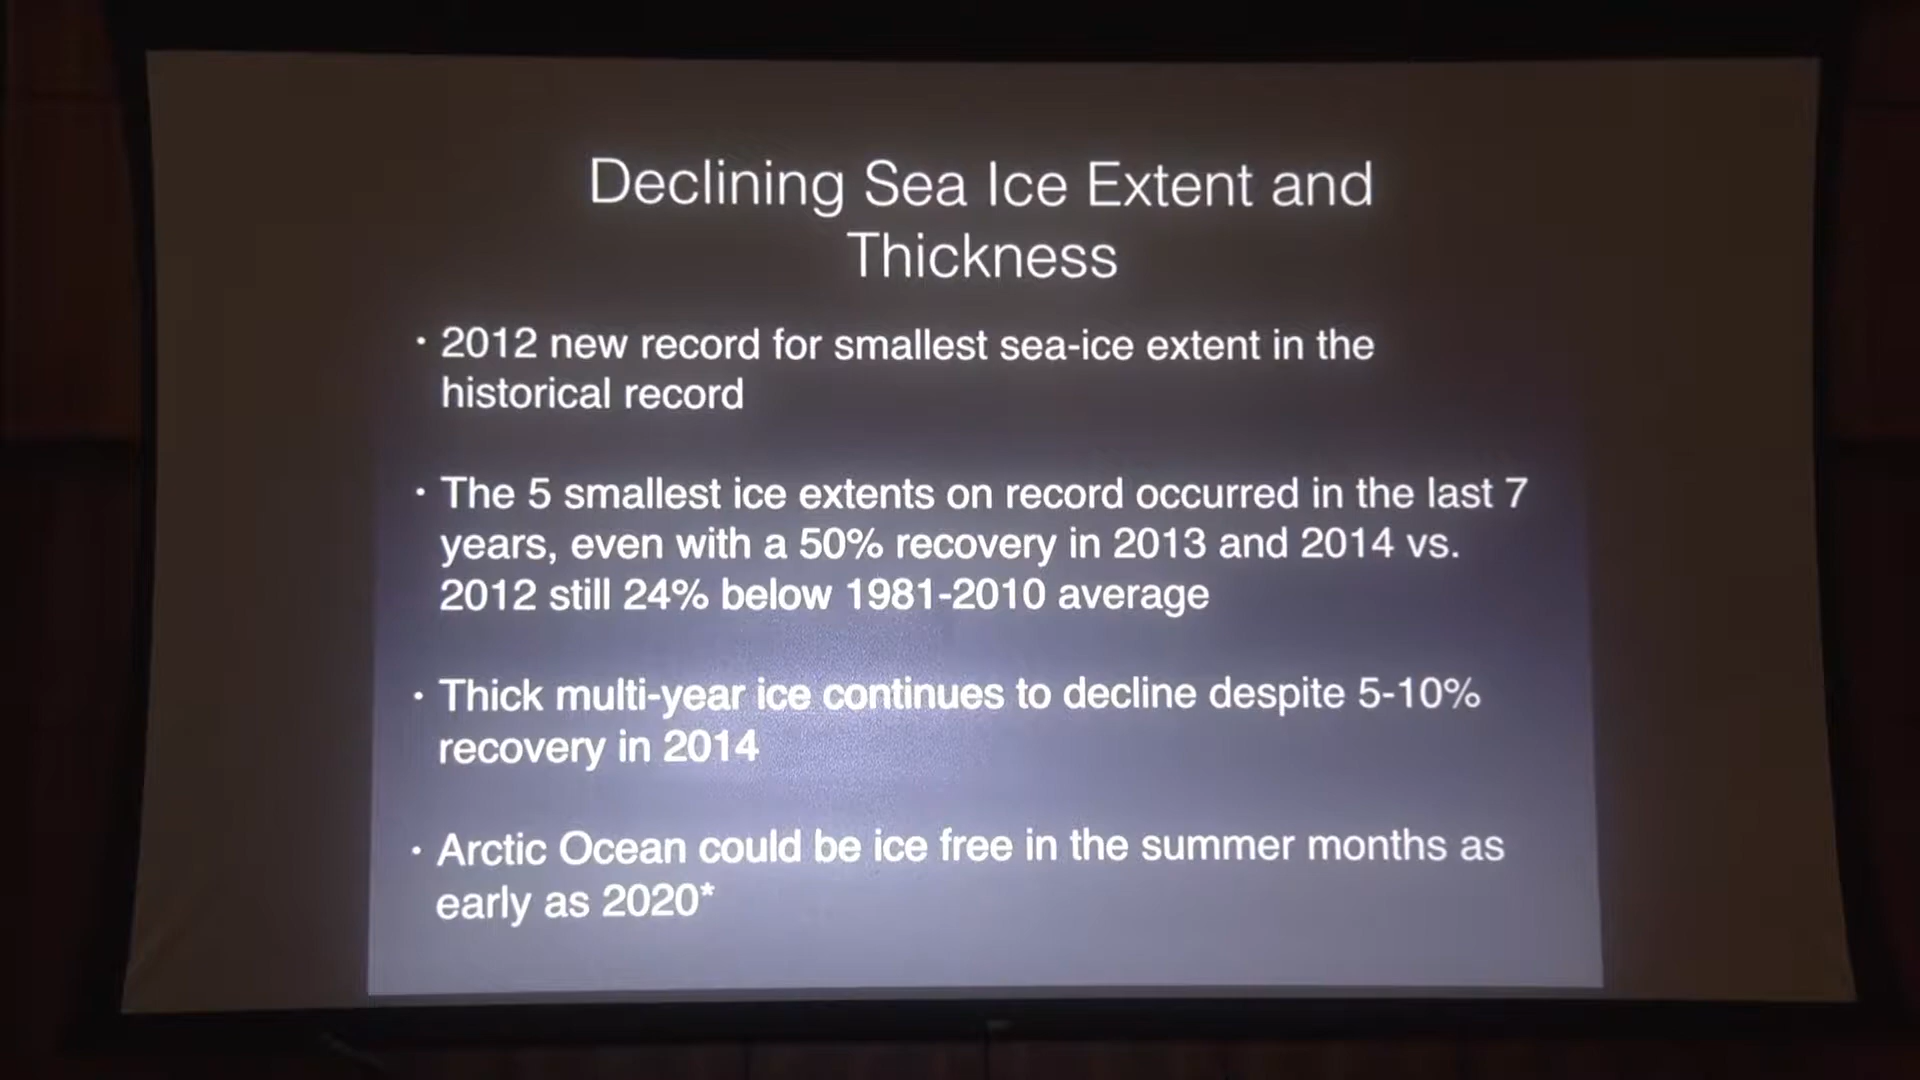 Declining Sea Ice Extent and
Thickness
• 2012 new record for smallest sea-ice extent in the
historical record
• The 5 smallest ice extents on record occurred in the last 7
years, even with a 50% recovery in 2013 and 2014 vs.
2012 still 24% below 1981-2010 average
• Thick multi-year ice continues to decline despite 5-10%
recovery in 2014
• Arctic Ocean could be ice free in the summer months as
early as 2020*